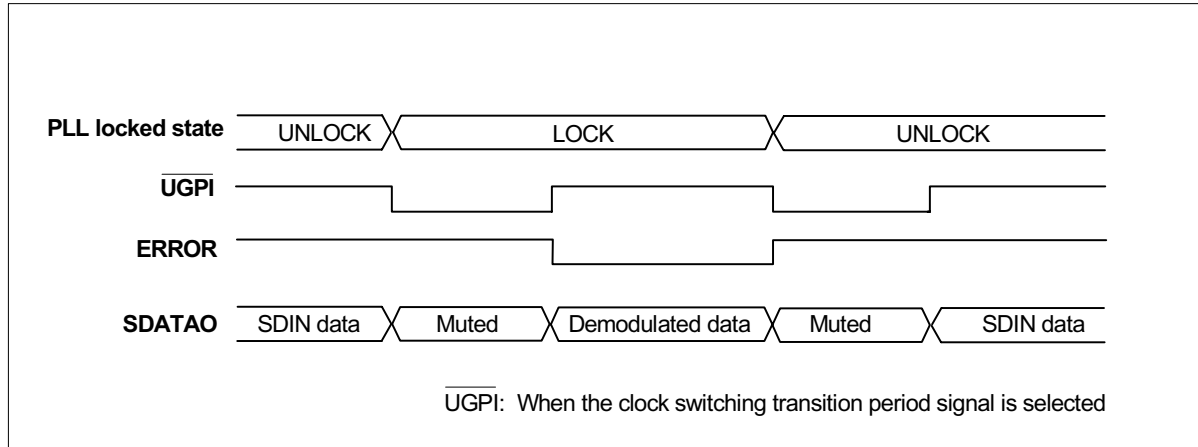 PLL locked state UNLOCK LOCK UNLOCK
UGPI
ERROR
SDATAO SDIN data Muted Demodulated data Muted SDIN data
UGPI: When the clock switching transition period signal is selected